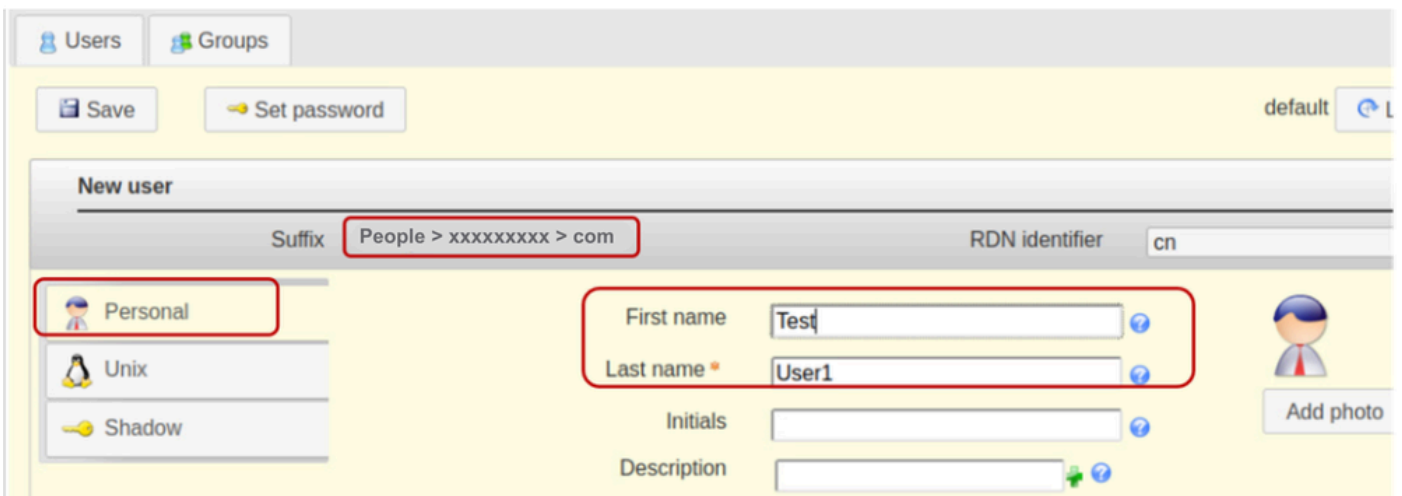 Users Groups
Save Set password default
New user
Suffix People > xxxxxxxxx > com RDN identifier cn
Personal
First name Test
Unix
Last name * User1
Shadow
Initials
Add photo
Description